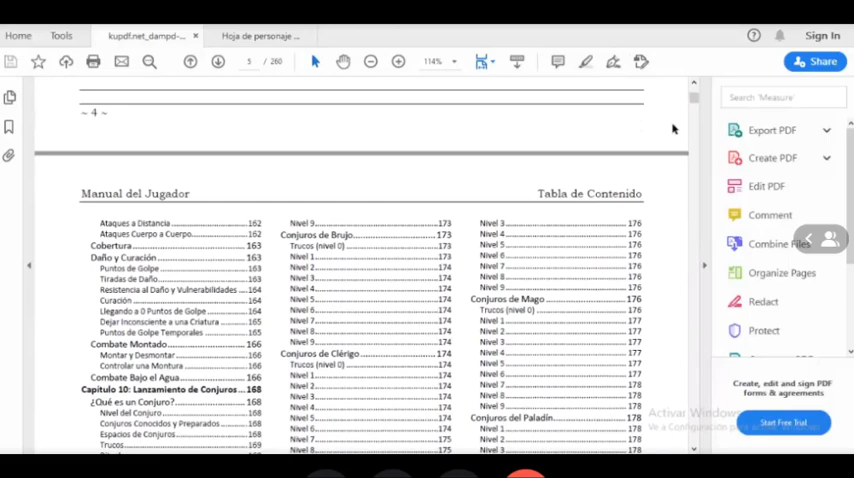 Home Tools kupdf.net_dampd-... × Hoja de personaje ... Sign In
5 / 260 114% Share
~ 4 ~
Manual del Jugador Tabla de Contenido
Ataques a Distancia 162
Ataques Cuerpo a Cuerpo 162
Cobertura 163
Daño y Curación 163
Puntos de Golpe 163
Tiradas de Daño 163
Resistencia al Daño y Vulnerabilidades 164
Curación 164
Llegando a 0 Puntos de Golpe 164
Dejar Inconsciente a una Criatura 165
Puntos de Golpe Temporales 165
Combate Montado 166
Montar y Desmontar 166
Controlar una Montura 166
Combate Bajo el Agua 166
Capítulo 10: Lanzamiento de Conjuros 168
¿Qué es un Conjuro? 168
Nivel del Conjuro 168
Conjuros Conocidos y Preparados 168
Espacios de Conjuros 168
Trucos 169
Nivel 9 173
Conjuros de Brujo 173
Trucos (nivel 0) 173
Nivel 1 173
Nivel 2 174
Nivel 3 174
Nivel 4 174
Nivel 5 174
Nivel 6 174
Nivel 7 174
Nivel 8 174
Nivel 9 174
Conjuros de Clérigo 174
Trucos (nivel 0) 174
Nivel 1 174
Nivel 2 174
Nivel 3 174
Nivel 4 174
Nivel 5 174
Nivel 6 174
Nivel 7 175
Nivel 8 175
Nivel 3 176
Nivel 4 176
Nivel 5 176
Nivel 6 176
Nivel 7 176
Nivel 8 176
Nivel 9 176
Conjuros de Mago 176
Trucos (nivel 0) 176
Nivel 1 177
Nivel 2 177
Nivel 3 177
Nivel 4 177
Nivel 5 177
Nivel 6 177
Nivel 7 178
Nivel 8 178
Nivel 9 178
Conjuros del Paladín 178
Nivel 1 178
Nivel 2 178
Nivel 3 178
Search 'Measure'
Export PDF
Create PDF
Edit PDF
Comment
Combine Files
Organize Pages
Redact
Protect
Create, edit and sign PDF
forms & agreements
Start Free Trial
Activar Windows
Ve a Configuración para activar Windows.